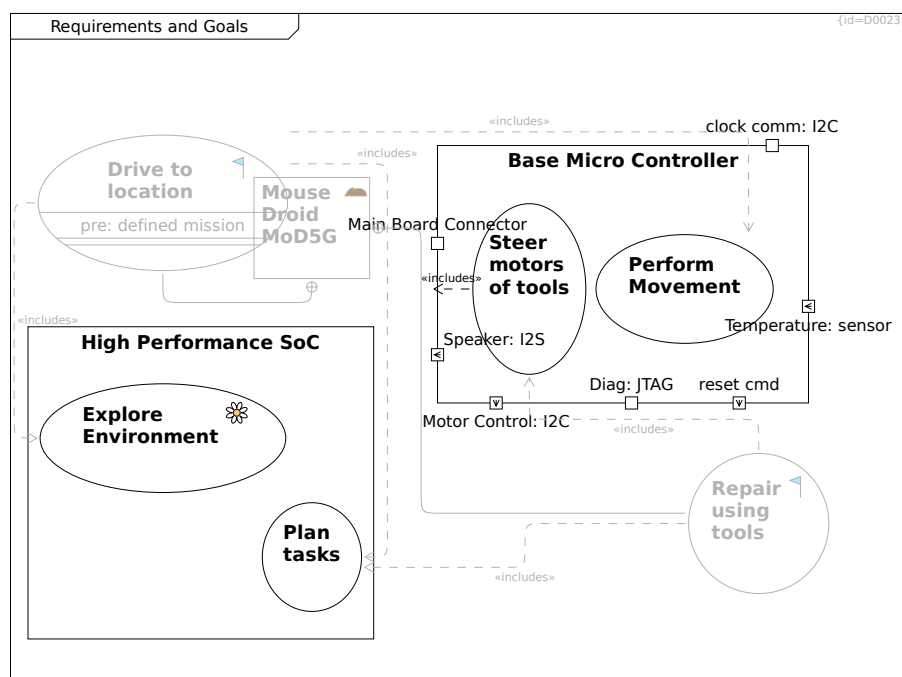 Requirements and Goals
{id=D0023
«includes»
clock comm: I2C
«includes»
Base Micro Controller
Drive to
location
pre: defined mission
Mouse
Droid
MoD5G
Main Board Connector
Steer
motors
of tools
Perform
Movement
«includes»
«includes»
Temperature: sensor
High Performance SoC
Speaker: I2S
Diag: JTAG
reset cmd
Explore
Environment
Motor Control: I2C
«includes»
Repair
using
tools
Plan
tasks
«includes»